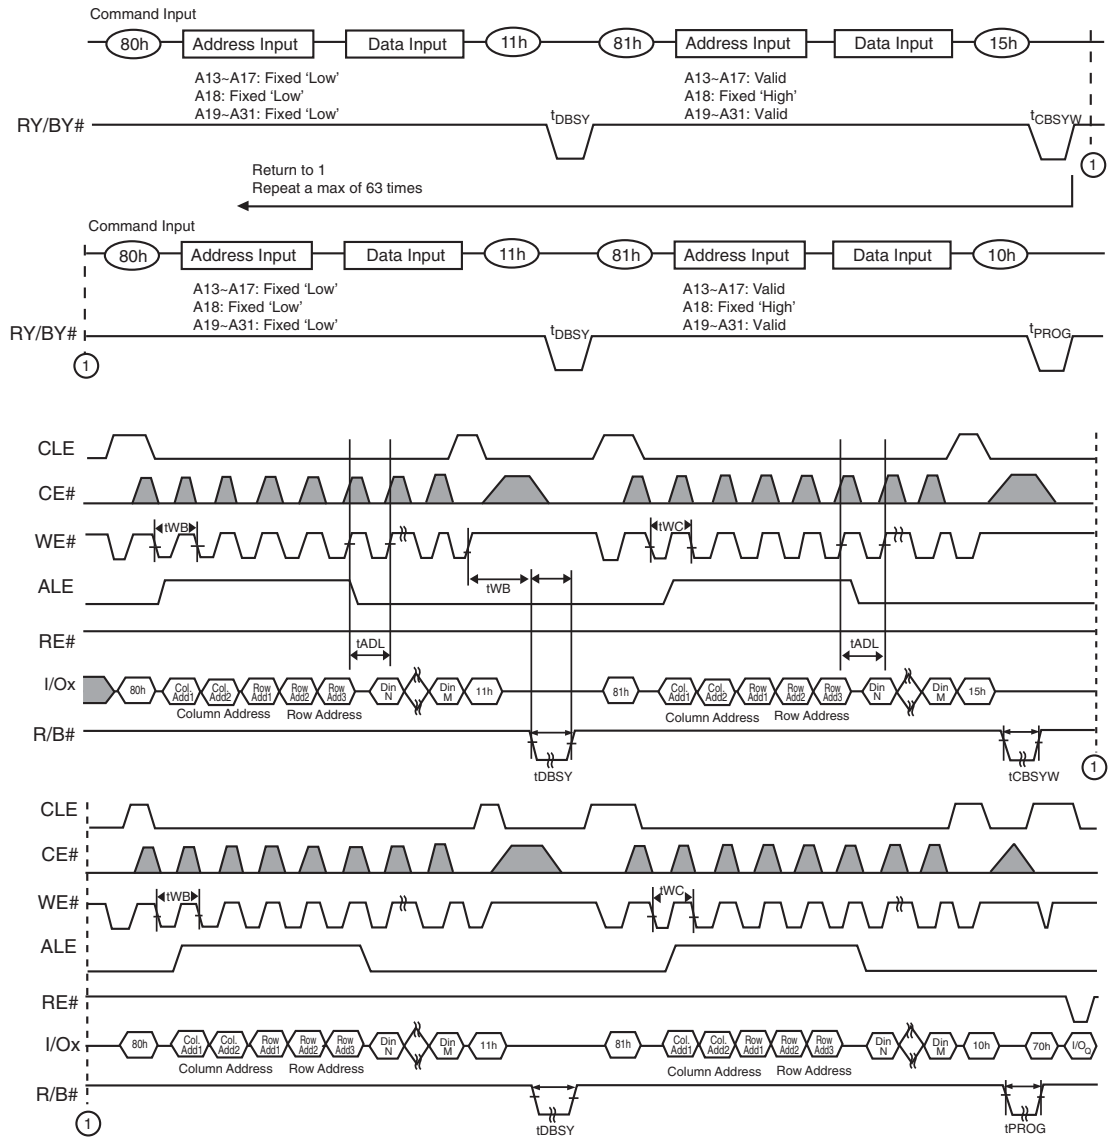 Command Input
80h Address Input Data Input 11h 81h Address Input Data Input 15h
A13~A17: Fixed 'Low' A13~A17: Valid
A18: Fixed 'Low' A18: Fixed 'High'
A19~A31: Fixed 'Low' A19~A31: Valid
RY/BY# tDBSY tCBSYW
1
Return to 1
Repeat a max of 63 times
Command Input
80h Address Input Data Input 11h 81h Address Input Data Input 10h
A13~A17: Fixed 'Low' A13~A17: Valid
A18: Fixed 'Low' A18: Fixed 'High'
A19~A31: Fixed 'Low' A19~A31: Valid
RY/BY# tDBSY tPROG
1
CLE
CE#
WE# tWB tWC
ALE tWB
RE#
tADL tADL
I/Ox 80h Col. Add1 Col. Add2 Row Add1 Row Add2 Row Add3 Din N Din M 11h 81h Col. Add1 Col. Add2 Row Add1 Row Add2 Row Add3 Din N Din M 15h
Column Address Row Address Column Address Row Address
R/B#
tDBSY tCBSYW
1
CLE
CE#
WE# tWB tWC
ALE
RE#
I/Ox 80h Col. Add1 Col. Add2 Row Add1 Row Add2 Row Add3 Din N Din M 11h 81h Col. Add1 Col. Add2 Row Add1 Row Add2 Row Add3 Din N Din M 10h 70h I/OQ
Column Address Row Address Column Address Row Address
R/B#
1 tDBSY tPROG